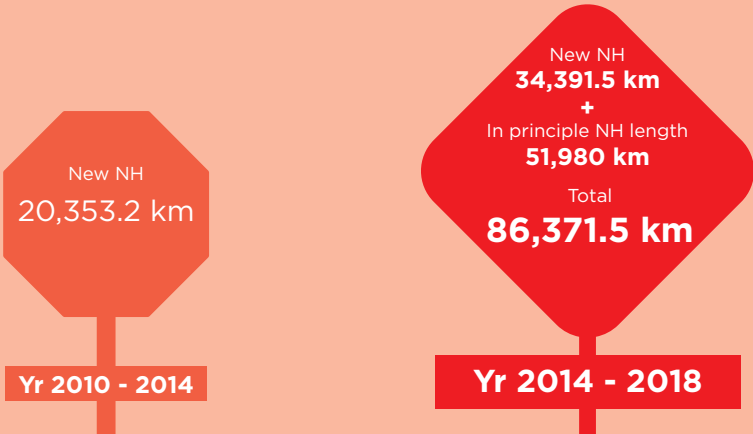 New NH
20,353.2 km
Yr 2010 - 2014
New NH
34,391.5 km
+
In principle NH length
51,980 km
Total
86,371.5 km
Yr 2014 - 2018